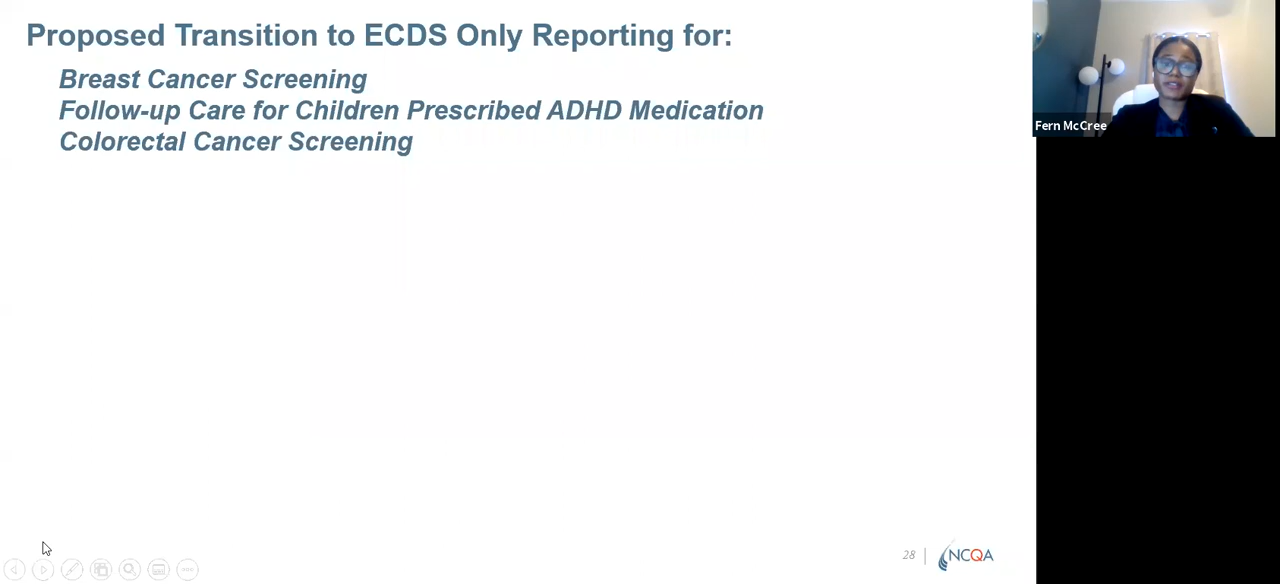 Proposed Transition to ECDS Only Reporting for:
Breast Cancer Screening
Follow-up Care for Children Prescribed ADHD Medication
Colorectal Cancer Screening
Fern McCree
28
NCQA